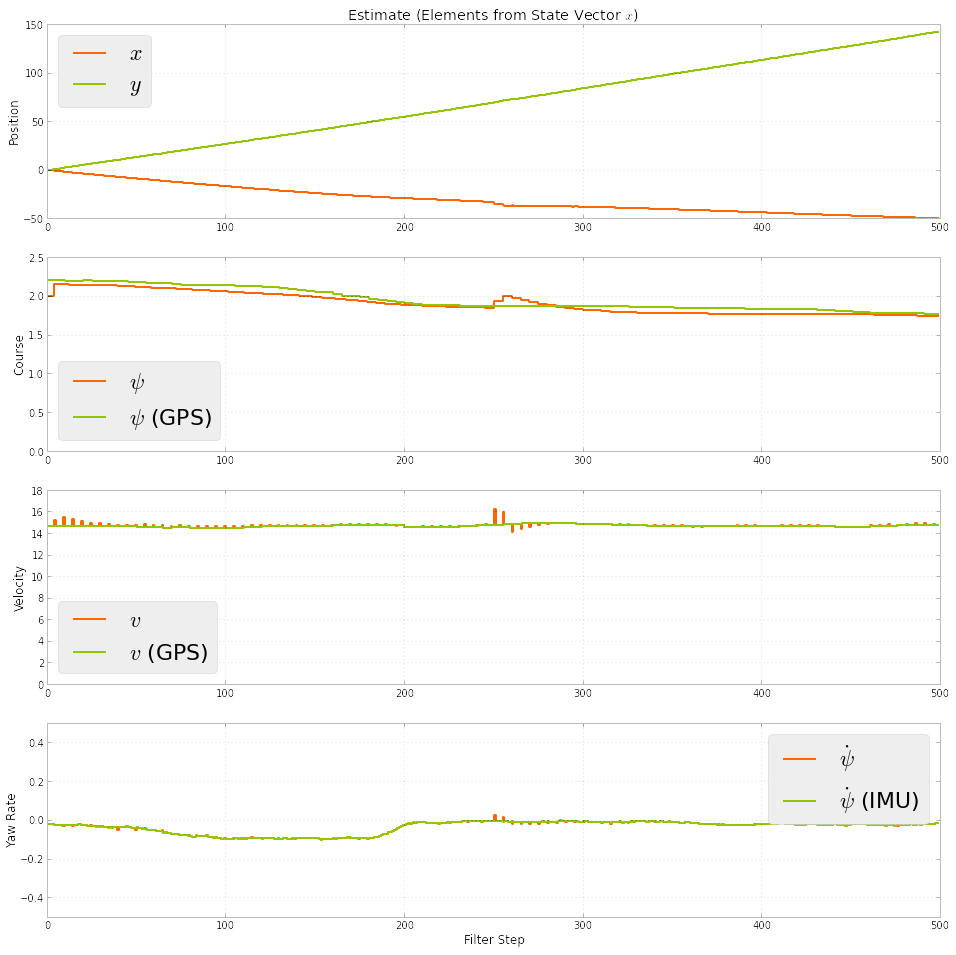 Estimate (Elements from State Vector x)
150
100
50
0
−50
Position
x
y
0 100 200 300 400 500
2.5
2.0
1.5
1.0
0.5
0.0
Course
ψ
ψ (GPS)
0 100 200 300 400 500
18
16
14
12
10
8
6
4
2
0
Velocity
v
v (GPS)
0 100 200 300 400 500
0.4
0.2
0.0
−0.2
−0.4
Yaw Rate
ψ̇
ψ̇ (IMU)
0 100 200 300 400 500
Filter Step